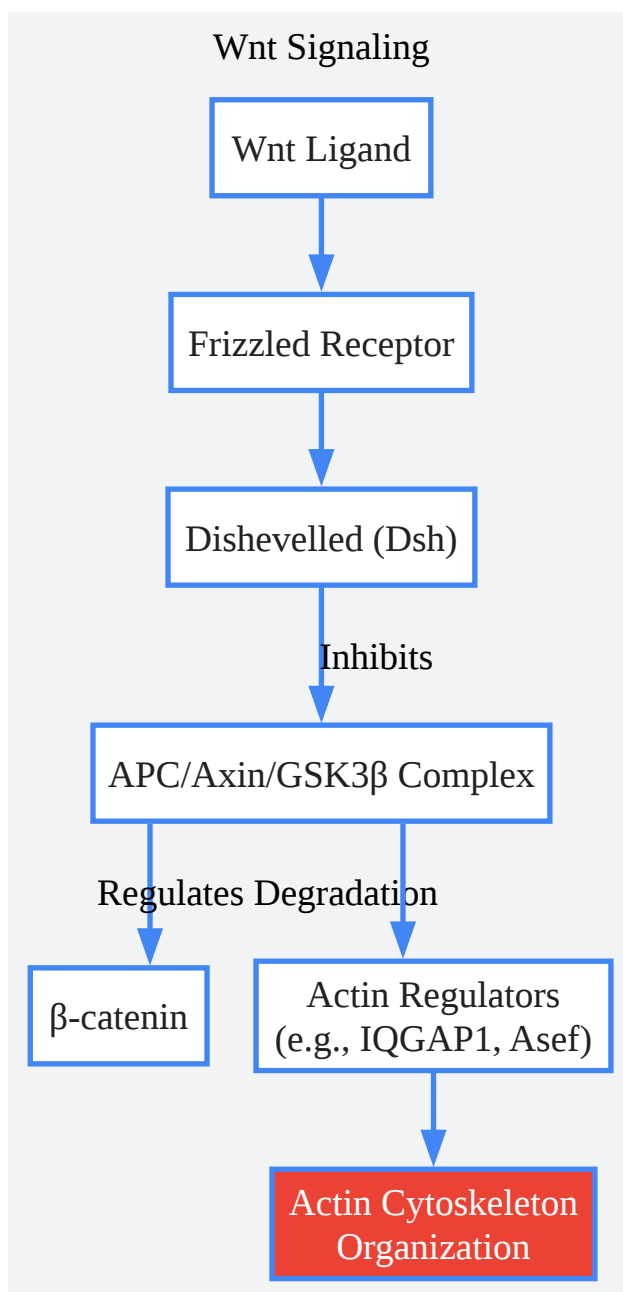 Wnt Signaling
Wnt Ligand
Frizzled Receptor
Dishevelled (Dsh)
Inhibits
APC/Axin/GSK3β Complex
Regulates Degradation
β-catenin
Actin Regulators
(e.g., IQGAP1, Asef)
Actin Cytoskeleton
Organization